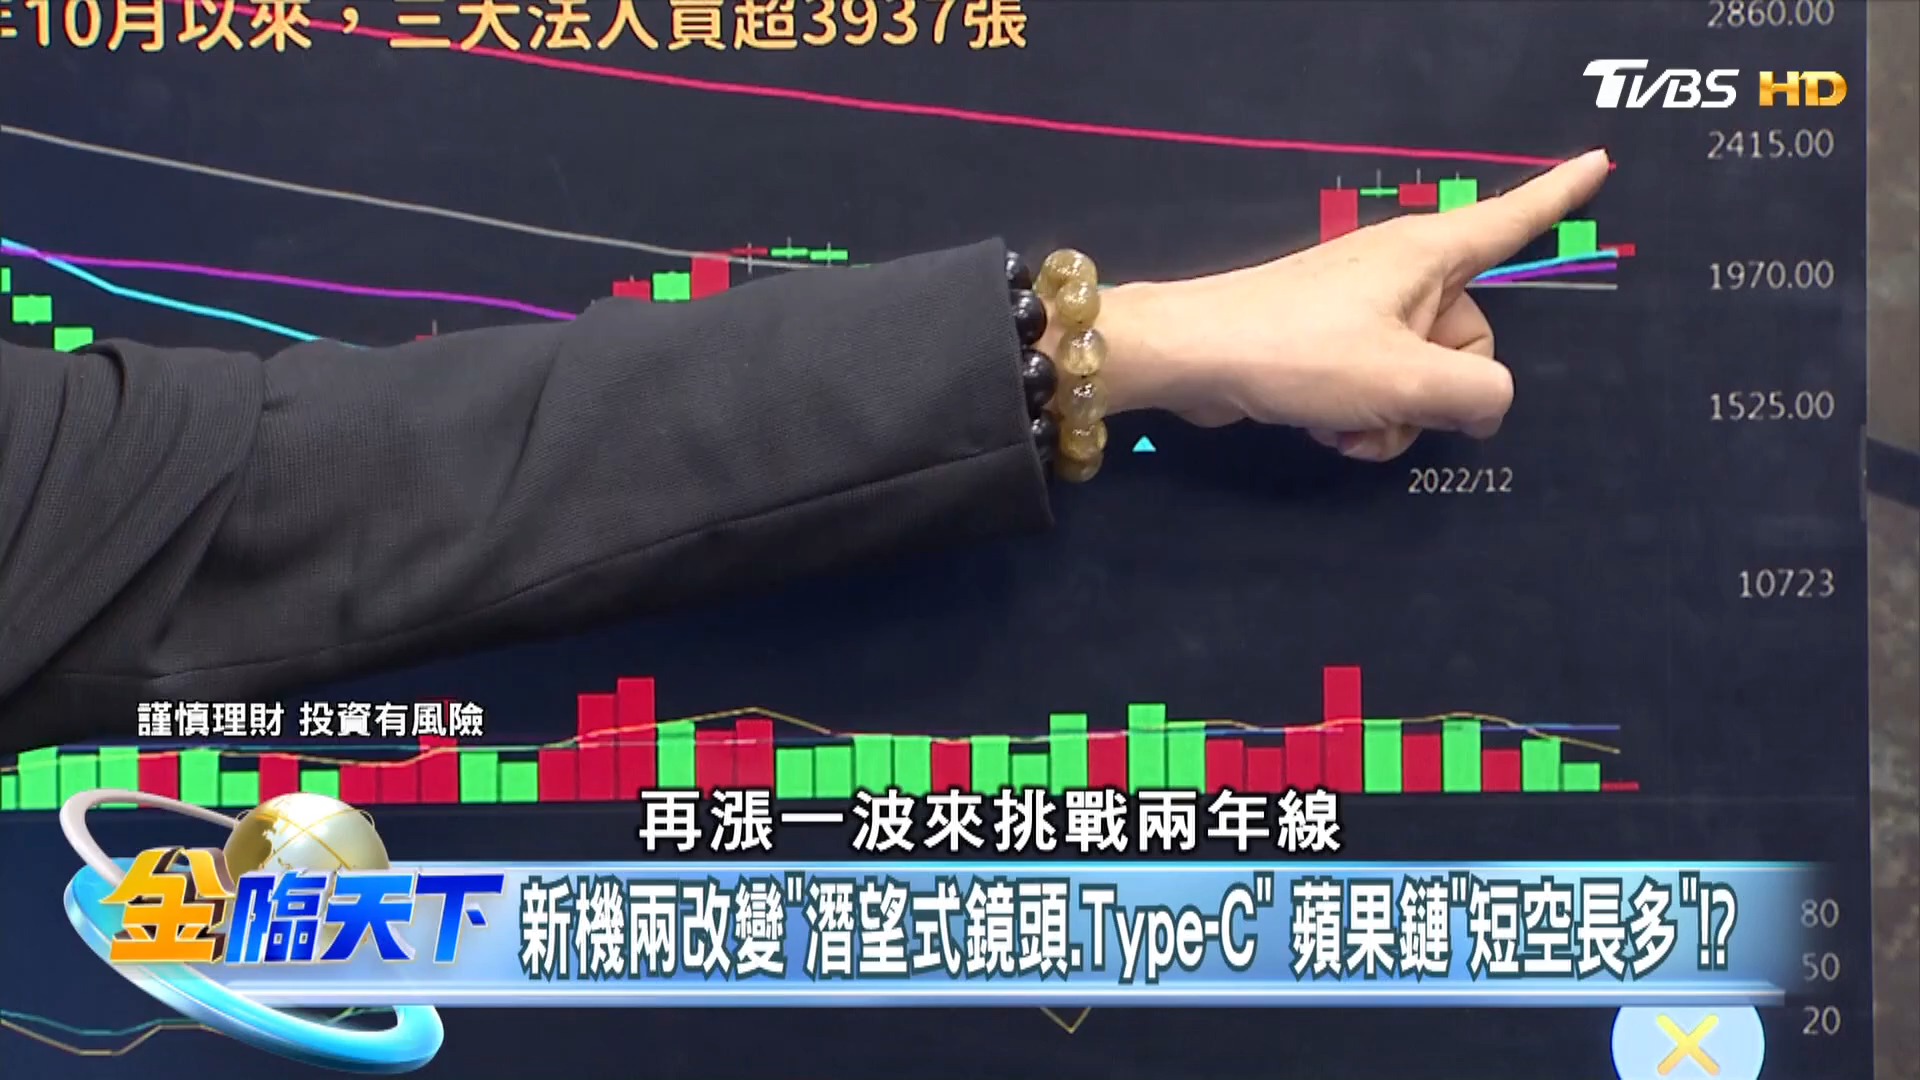 10月以來，三大法人買超3937張
2860.00
TVBS HD
2415.00
1970.00
1525.00
2022/12
10723
謹慎理財 投資有風險
再漲一波來挑戰兩年線
金臨天下
新機兩改變"潛望式鏡頭.Type-C" 蘋果鏈"短空長多"!?
80
50
20